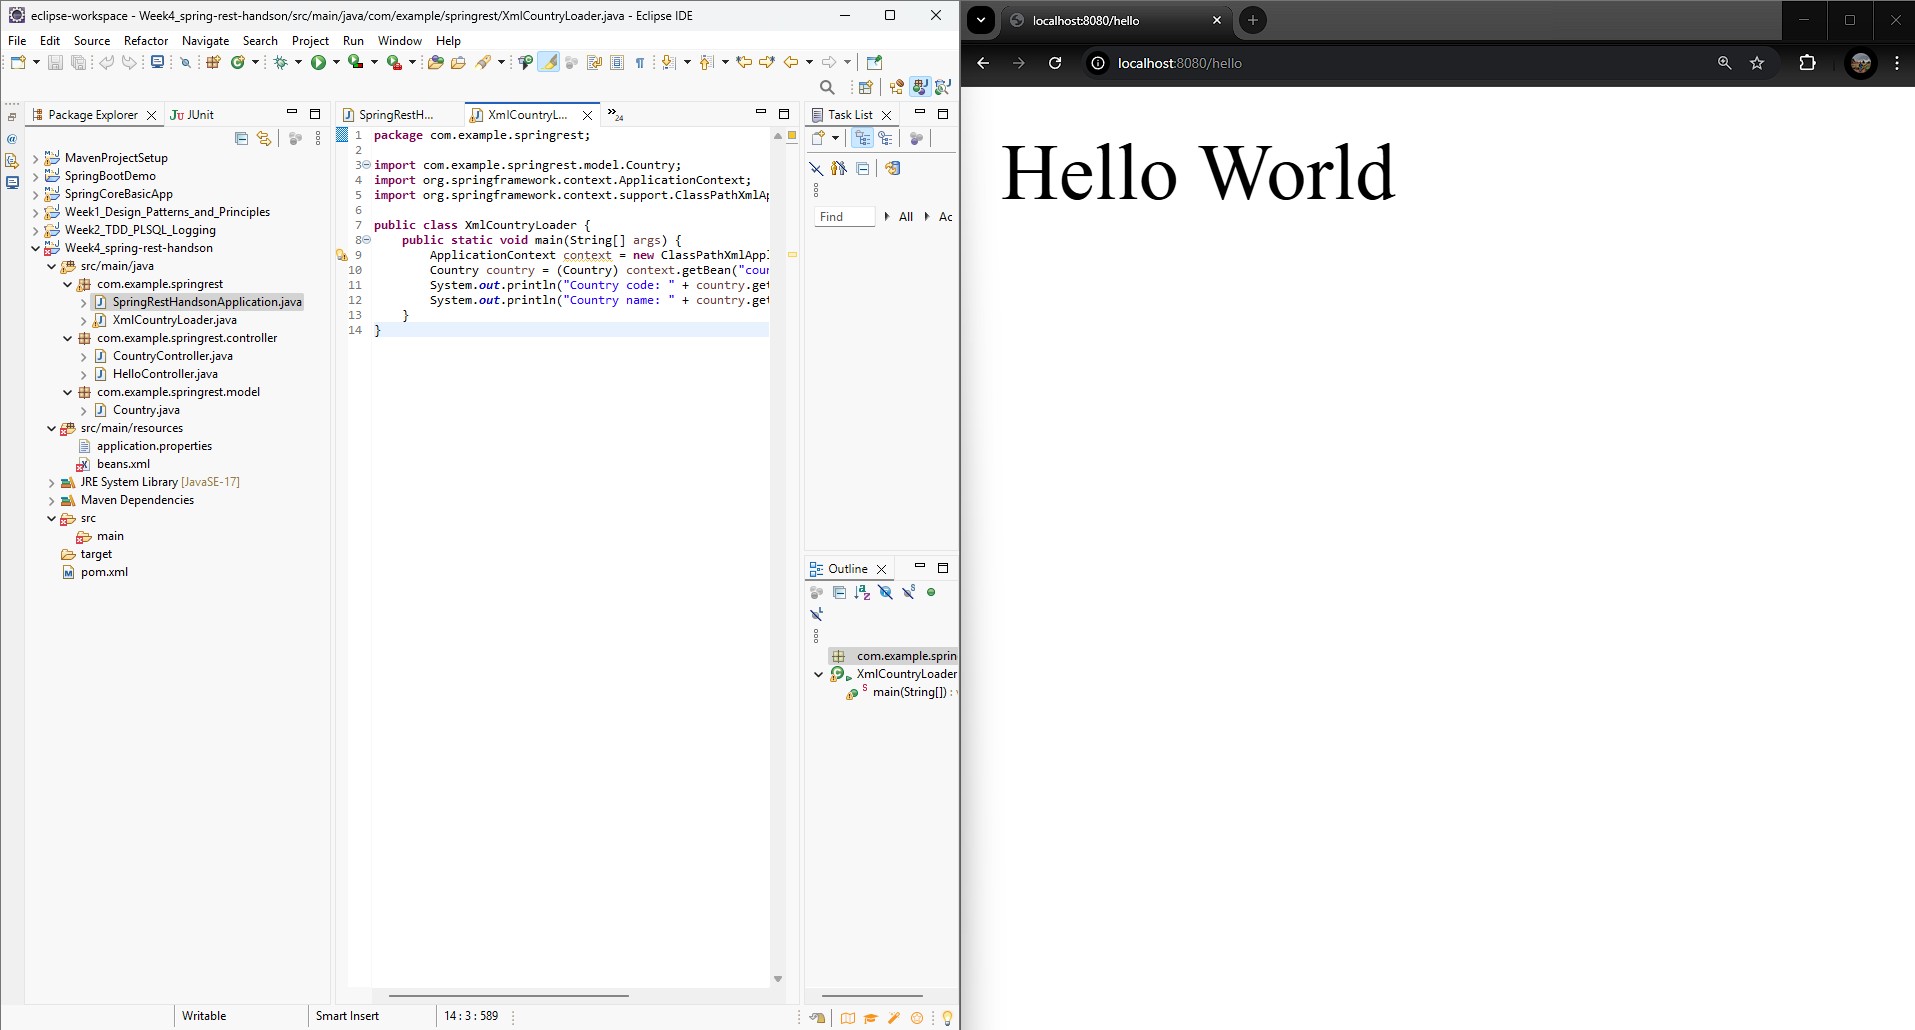 eclipse-workspace - Week4_spring-rest-handson/src/main/java/com/example/springrest/XmlCountryLoader.java - Eclipse IDE
File Edit Source Refactor Navigate Search Project Run Window Help
Package Explorer
JUnit
MavenProjectSetup
SpringBootDemo
SpringCoreBasicApp
Week1_Design_Patterns_and_Principles
Week2_TDD_PLSQL_Logging
Week4_spring-rest-handson
src/main/java
com.example.springrest
SpringRestHandsonApplication.java
XmlCountryLoader.java
com.example.springrest.controller
CountryController.java
HelloController.java
com.example.springrest.model
Country.java
src/main/resources
application.properties
beans.xml
JRE System Library [JavaSE-17]
Maven Dependencies
src
main
target
pom.xml
SpringRestH...
XmlCountryL...
24
1 package com.example.springrest;
2
3 import com.example.springrest.model.Country;
4 import org.springframework.context.ApplicationContext;
5 import org.springframework.context.support.ClassPathXmlAp
6
7 public class XmlCountryLoader {
8 public static void main(String[] args) {
9 ApplicationContext context = new ClassPathXmlAppl
10 Country country = (Country) context.getBean("cour
11 System.out.println("Country code: " + country.get
12 System.out.println("Country name: " + country.get
13 }
14 }
Task List
Find
All
Ac
Outline
com.example.sprin
XmlCountryLoader
main(String[]) :
Writable
Smart Insert
14 : 3 : 589
localhost:8080/hello
localhost:8080/hello
Hello World